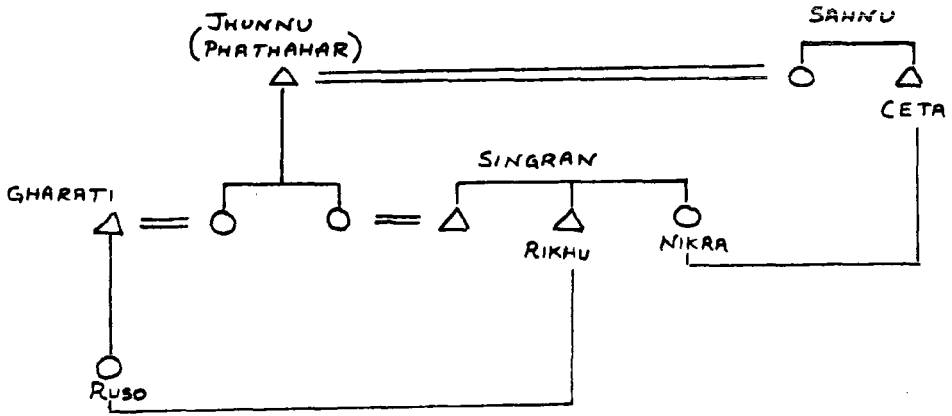 JHUNNU
(PHATHAHAR)
SAHNU
CETA
SINGRAN
GHARATI
RIKHU
NIKRA
RUSO